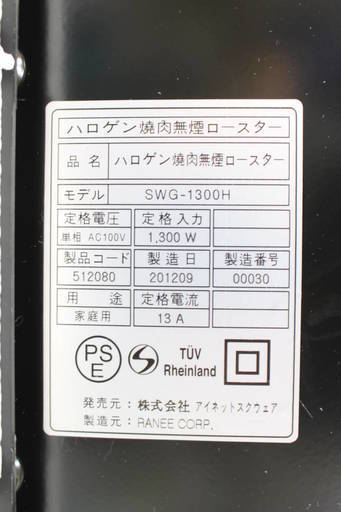 ハロゲン燒肉無煙ロースター
品名 ハロゲン燒肉無煙ロースター
モデル SWG-1300H
定格電圧 定格入力
単相 AC100V 1,300 W
製品コード 製造日 製造番号
512080 201209 00030
用途 定格電流
家庭用 13 A
PS
E
S
TÜV
Rheinland
発売元 : 株式会社 アイネットスクウェア
製造元 : RANEE CORP.